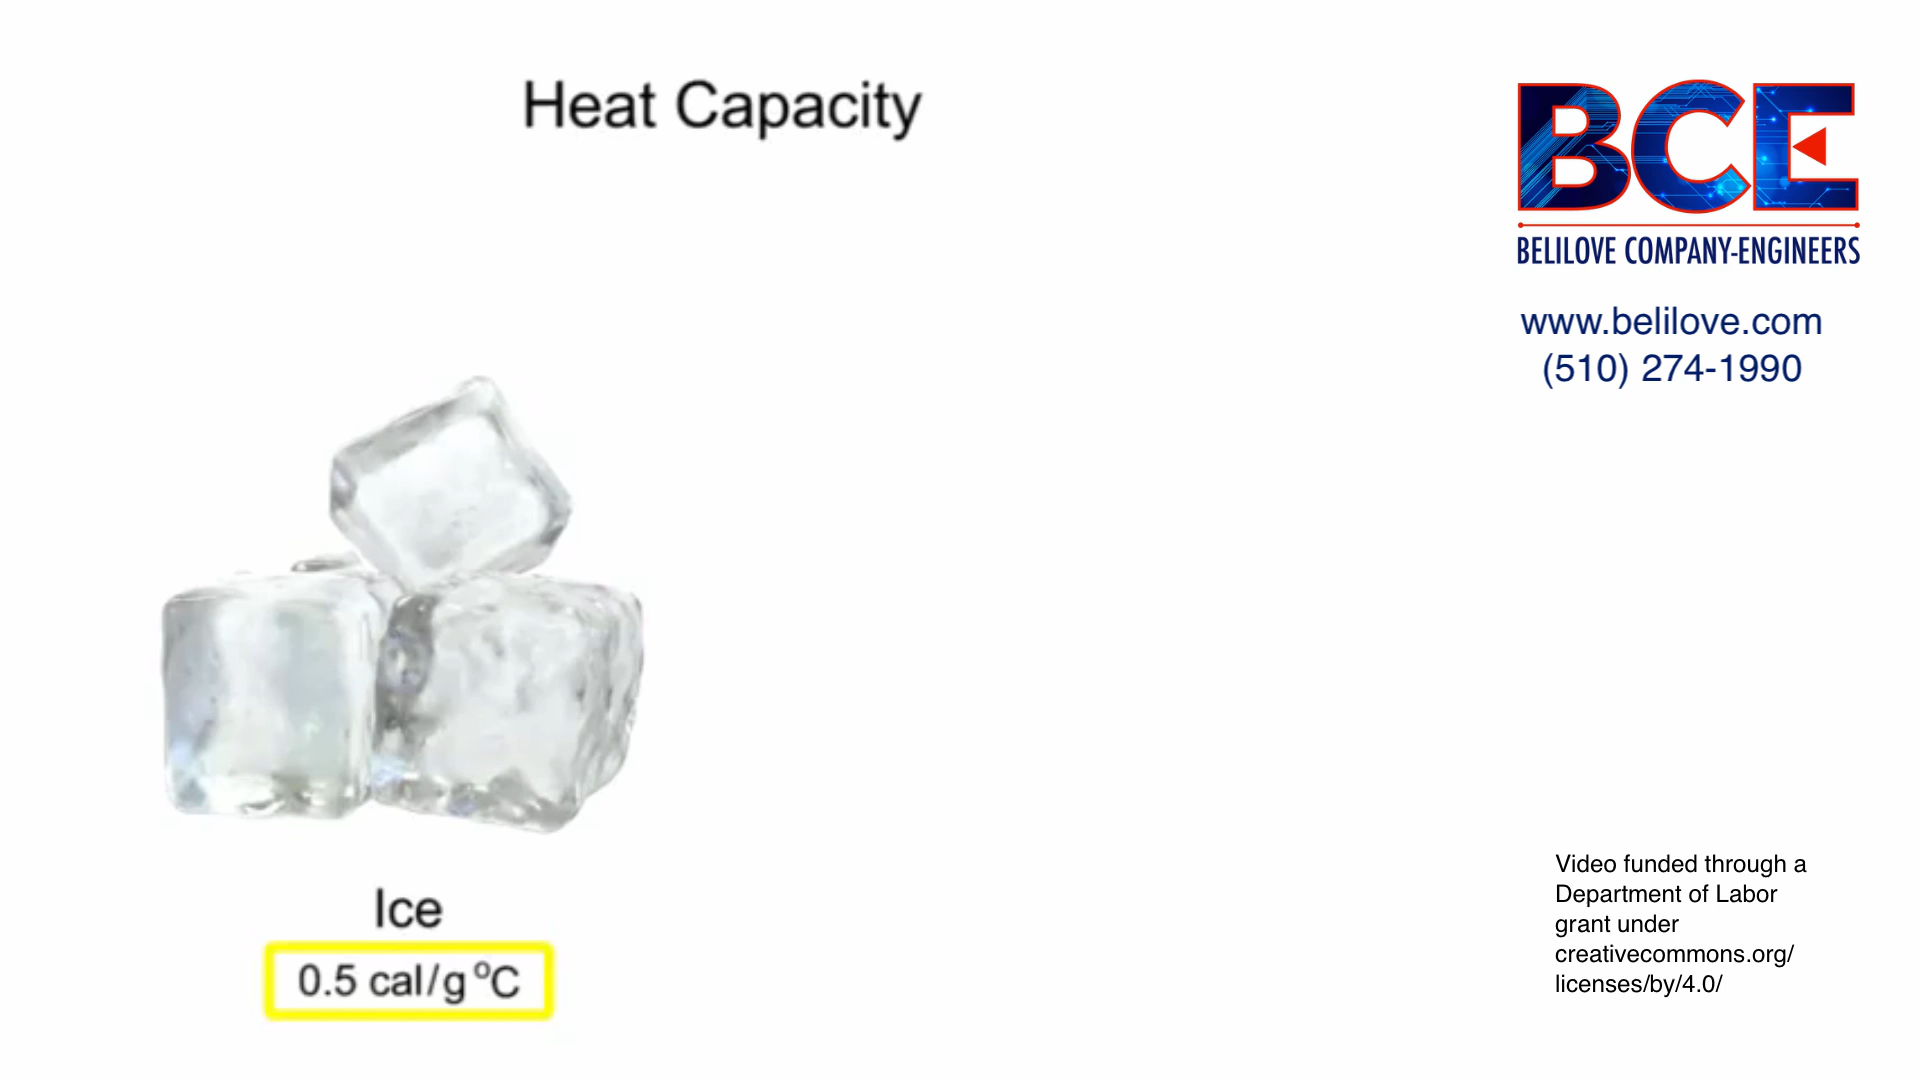 Heat Capacity
BCE
BELILOVE COMPANY-ENGINEERS
www.belilove.com
(510) 274-1990
Ice
0.5 cal/g °C
Video funded through a
Department of Labor
grant under
creativecommons.org/
licenses/by/4.0/